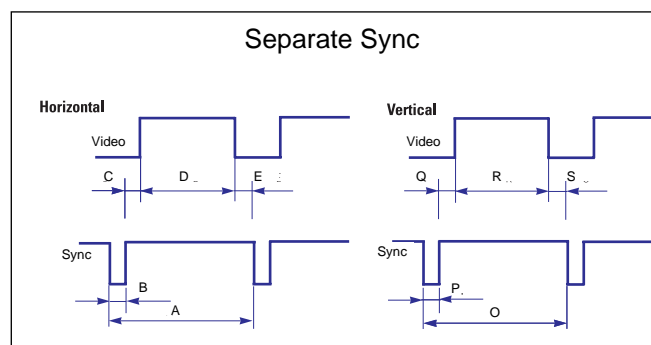 Separate Sync
Horizontal
Vertical
Video
Video
C D E
Q R S
Sync
Sync
B
P
A
O